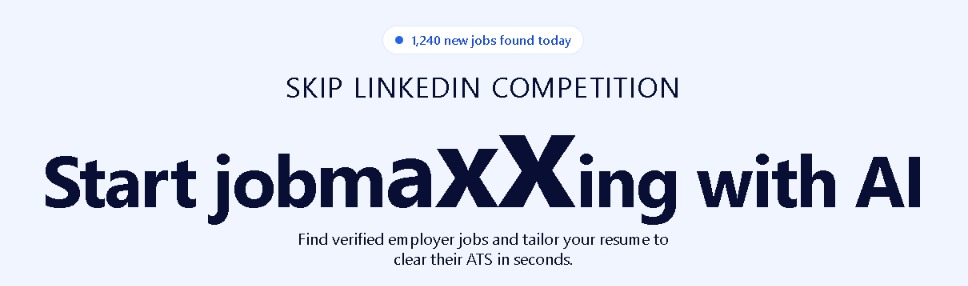 1,240 new jobs found today
SKIP LINKEDIN COMPETITION
Start jobmaxXing with AI
Find verified employer jobs and tailor your resume to
clear their ATS in seconds.